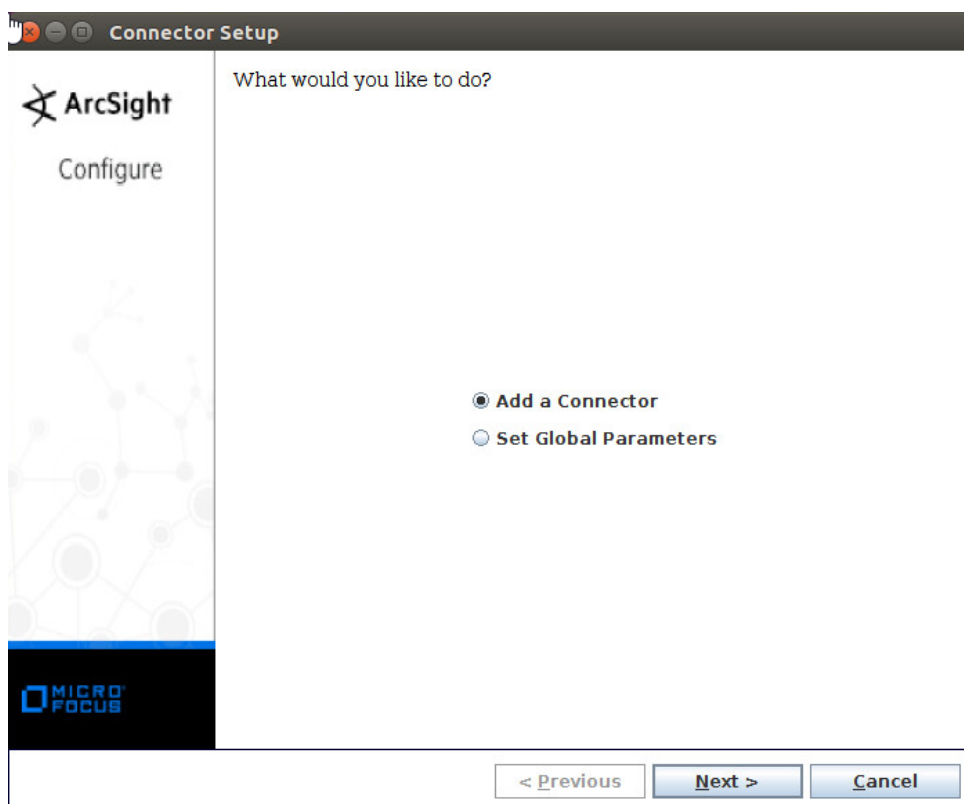 Connector Setup
ArcSight
Configure
What would you like to do?
Add a Connector
Set Global Parameters
MICRO
FOCUS
< Previous
Next >
Cancel